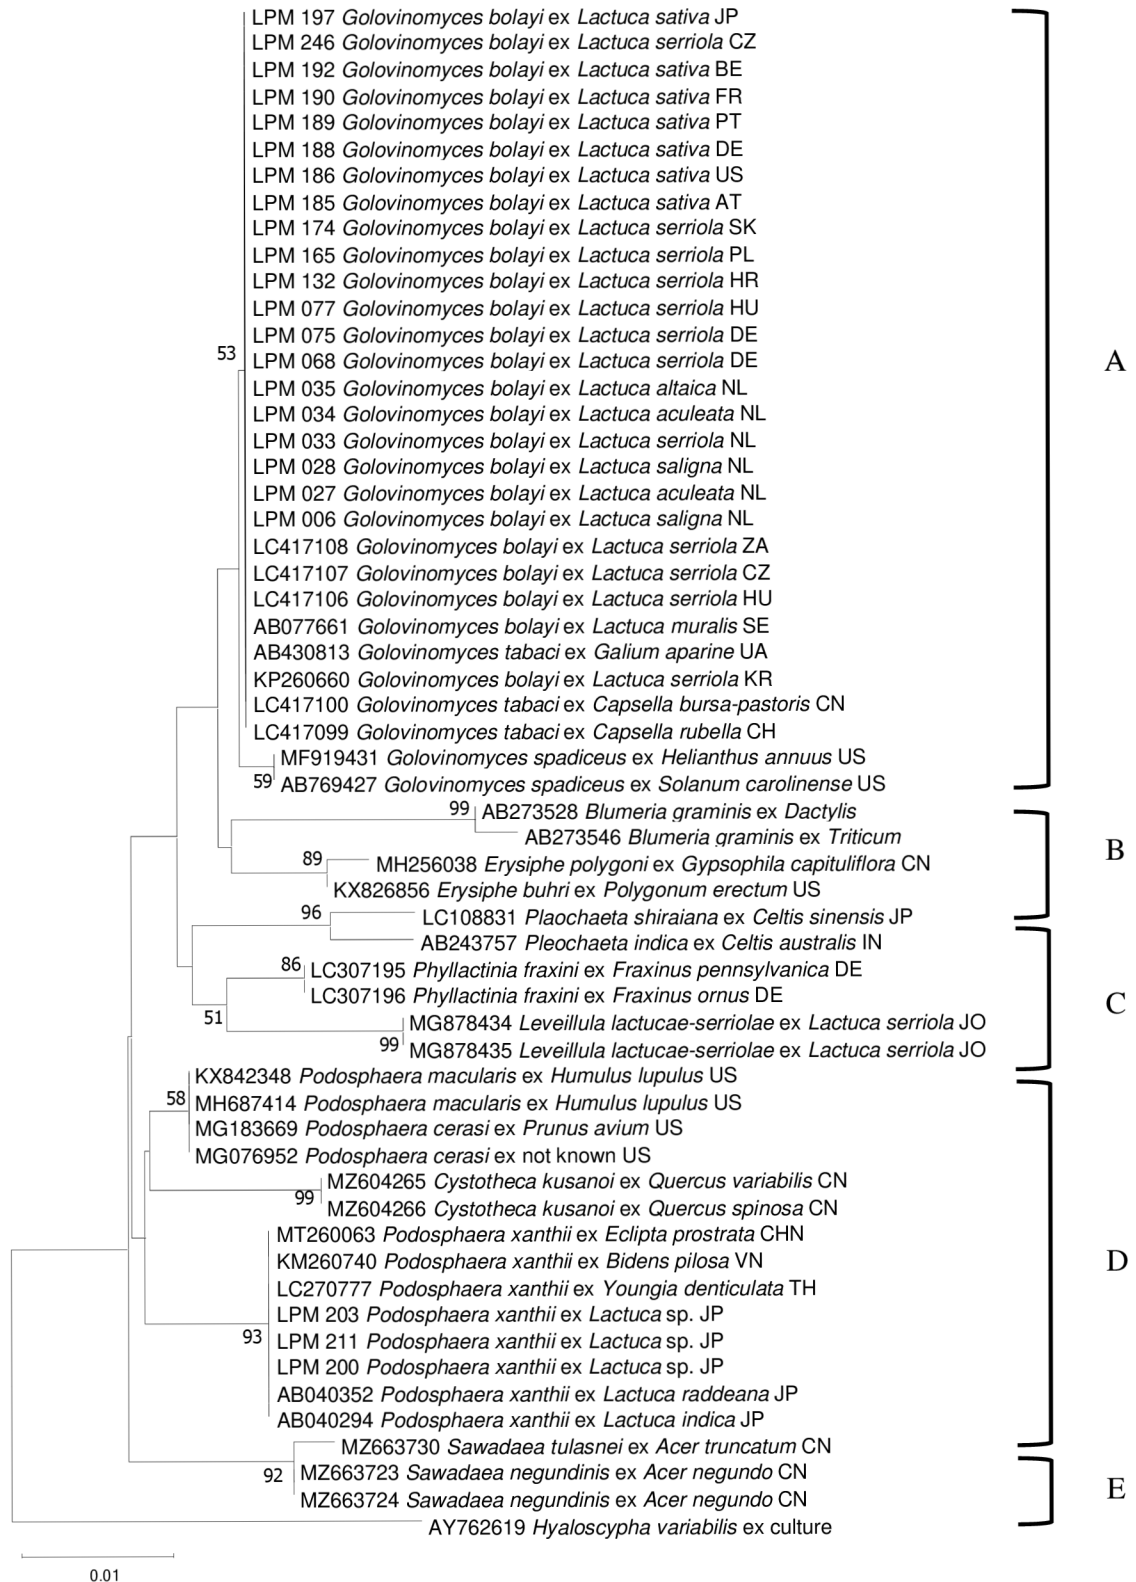 LPM 197 Golovinomyces bolayi ex Lactuca sativa JP
LPM 246 Golovinomyces bolayi ex Lactuca serriola CZ
LPM 192 Golovinomyces bolayi ex Lactuca sativa BE
LPM 190 Golovinomyces bolayi ex Lactuca sativa FR
LPM 189 Golovinomyces bolayi ex Lactuca sativa PT
LPM 188 Golovinomyces bolayi ex Lactuca sativa DE
LPM 186 Golovinomyces bolayi ex Lactuca sativa US
LPM 185 Golovinomyces bolayi ex Lactuca sativa AT
LPM 174 Golovinomyces bolayi ex Lactuca serriola SK
LPM 165 Golovinomyces bolayi ex Lactuca serriola PL
LPM 132 Golovinomyces bolayi ex Lactuca serriola HR
LPM 077 Golovinomyces bolayi ex Lactuca serriola HU
LPM 075 Golovinomyces bolayi ex Lactuca serriola DE
53
LPM 068 Golovinomyces bolayi ex Lactuca serriola DE
A
LPM 035 Golovinomyces bolayi ex Lactuca altaica NL
LPM 034 Golovinomyces bolayi ex Lactuca aculeata NL
LPM 033 Golovinomyces bolayi ex Lactuca serriola NL
LPM 028 Golovinomyces bolayi ex Lactuca saligna NL
LPM 027 Golovinomyces bolayi ex Lactuca aculeata NL
LPM 006 Golovinomyces bolayi ex Lactuca saligna NL
LC417108 Golovinomyces bolayi ex Lactuca serriola ZA
LC417107 Golovinomyces bolayi ex Lactuca serriola CZ
LC417106 Golovinomyces bolayi ex Lactuca serriola HU
AB077661 Golovinomyces bolayi ex Lactuca muralis SE
AB430813 Golovinomyces tabaci ex Galium aparine UA
KP260660 Golovinomyces bolayi ex Lactuca serriola KR
LC417100 Golovinomyces tabaci ex Capsella bursa-pastoris CN
LC417099 Golovinomyces tabaci ex Capsella rubella CH
MF919431 Golovinomyces spadiceus ex Helianthus annuus US
59 AB769427 Golovinomyces spadiceus ex Solanum carolinense US
99 AB273528 Blumeria graminis ex Dactylis
AB273546 Blumeria graminis ex Triticum
B
89 MH256038 Erysiphe polygoni ex Gypsophila capituliflora CN
KX826856 Erysiphe buhri ex Polygonum erectum US
96 LC108831 Plaochaeta shiraiana ex Celtis sinensis JP
AB243757 Pleochaeta indica ex Celtis australis IN
86 LC307195 Phyllactinia fraxini ex Fraxinus pennsylvanica DE
LC307196 Phyllactinia fraxini ex Fraxinus ornus DE
C
51 MG878434 Leveillula lactucae-serriolae ex Lactuca serriola JO
99 MG878435 Leveillula lactucae-serriolae ex Lactuca serriola JO
KX842348 Podosphaera macularis ex Humulus lupulus US
58 MH687414 Podosphaera macularis ex Humulus lupulus US
MG183669 Podosphaera cerasi ex Prunus avium US
MG076952 Podosphaera cerasi ex not known US
MZ604265 Cystotheca kusanoi ex Quercus variabilis CN
99 MZ604266 Cystotheca kusanoi ex Quercus spinosa CN
MT260063 Podosphaera xanthii ex Eclipta prostrata CHN
KM260740 Podosphaera xanthii ex Bidens pilosa VN
D
LC270777 Podosphaera xanthii ex Youngia denticulata TH
LPM 203 Podosphaera xanthii ex Lactuca sp. JP
93 LPM 211 Podosphaera xanthii ex Lactuca sp. JP
LPM 200 Podosphaera xanthii ex Lactuca sp. JP
AB040352 Podosphaera xanthii ex Lactuca raddeana JP
AB040294 Podosphaera xanthii ex Lactuca indica JP
MZ663730 Sawadaea tulasnei ex Acer truncatum CN
92 MZ663723 Sawadaea negundinis ex Acer negundo CN
E
MZ663724 Sawadaea negundinis ex Acer negundo CN
AY762619 Hyaloscypha variabilis ex culture
0.01